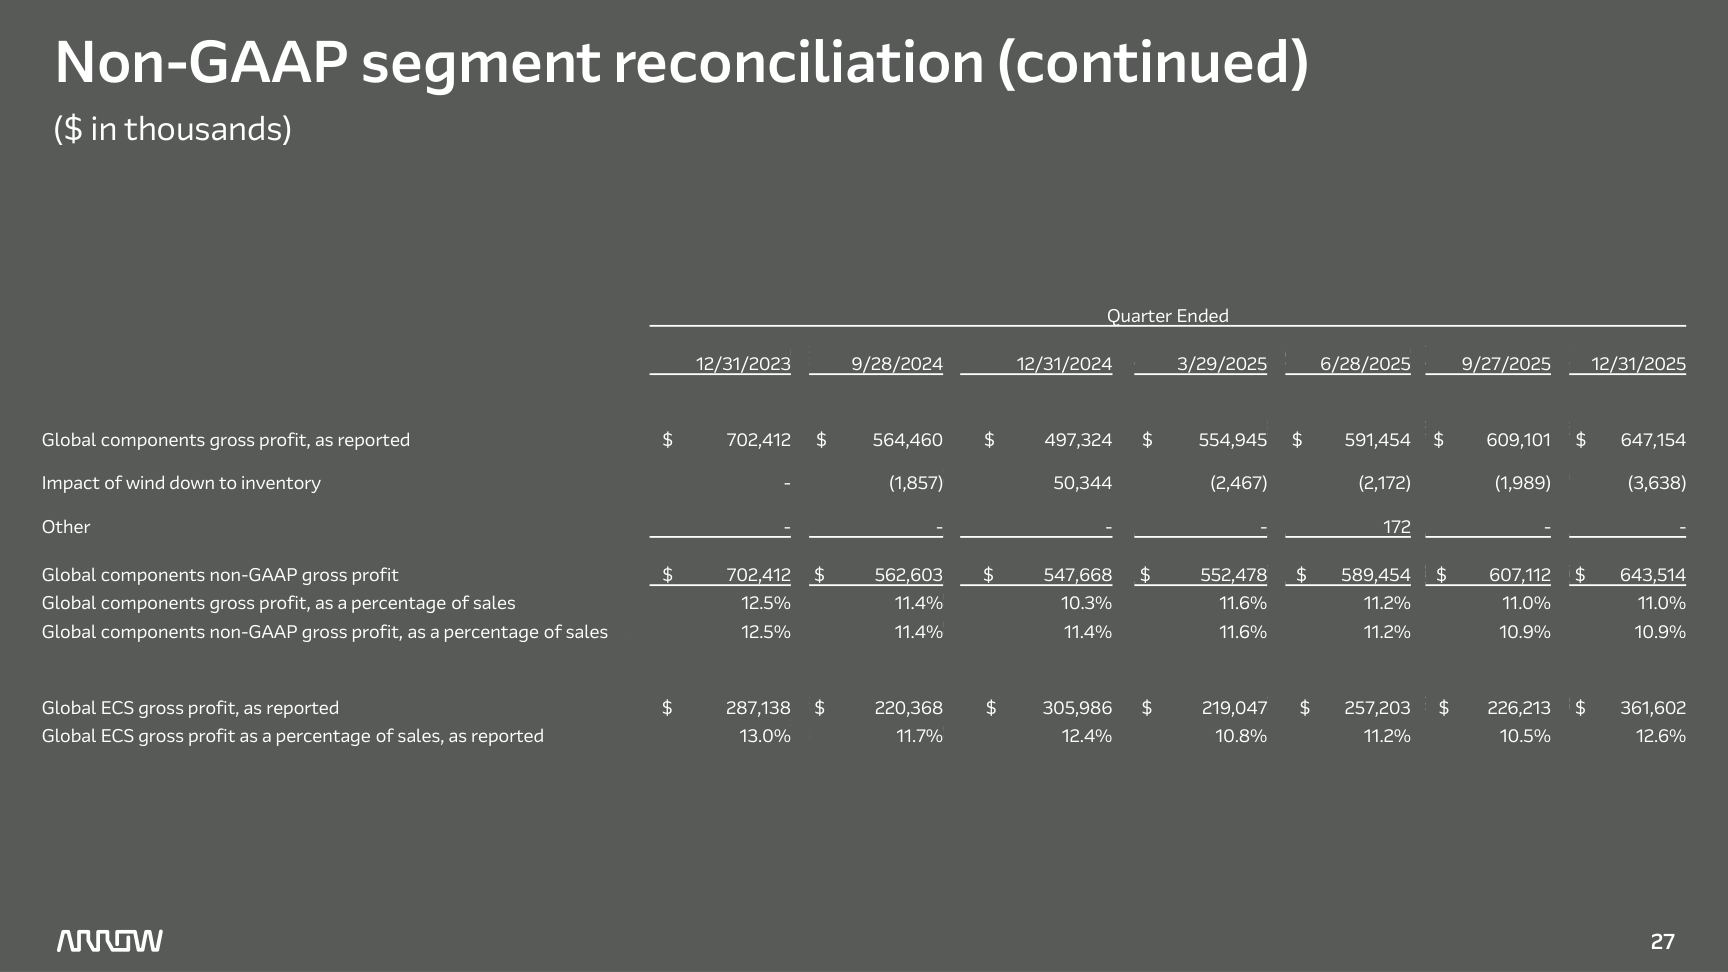 Non-GAAP segment reconciliation (continued)
($ in thousands)
Quarter Ended
12/31/2023 9/28/2024 12/31/2024 3/29/2025 6/28/2025 9/27/2025 12/31/2025
Global components gross profit, as reported $ 702,412 $ 564,460 $ 497,324 $ 554,945 $ 591,454 $ 609,101 $ 647,154
Impact of wind down to inventory - (1,857) 50,344 (2,467) (2,172) (1,989) (3,638)
Other - - - - 172 - -
Global components non-GAAP gross profit $ 702,412 $ 562,603 $ 547,668 $ 552,478 $ 589,454 $ 607,112 $ 643,514
Global components gross profit, as a percentage of sales 12.5% 11.4% 10.3% 11.6% 11.2% 11.0% 11.0%
Global components non-GAAP gross profit, as a percentage of sales 12.5% 11.4% 11.4% 11.6% 11.2% 10.9% 10.9%
Global ECS gross profit, as reported $ 287,138 $ 220,368 $ 305,986 $ 219,047 $ 257,203 $ 226,213 $ 361,602
Global ECS gross profit as a percentage of sales, as reported 13.0% 11.7% 12.4% 10.8% 11.2% 10.5% 12.6%
ARROW
27